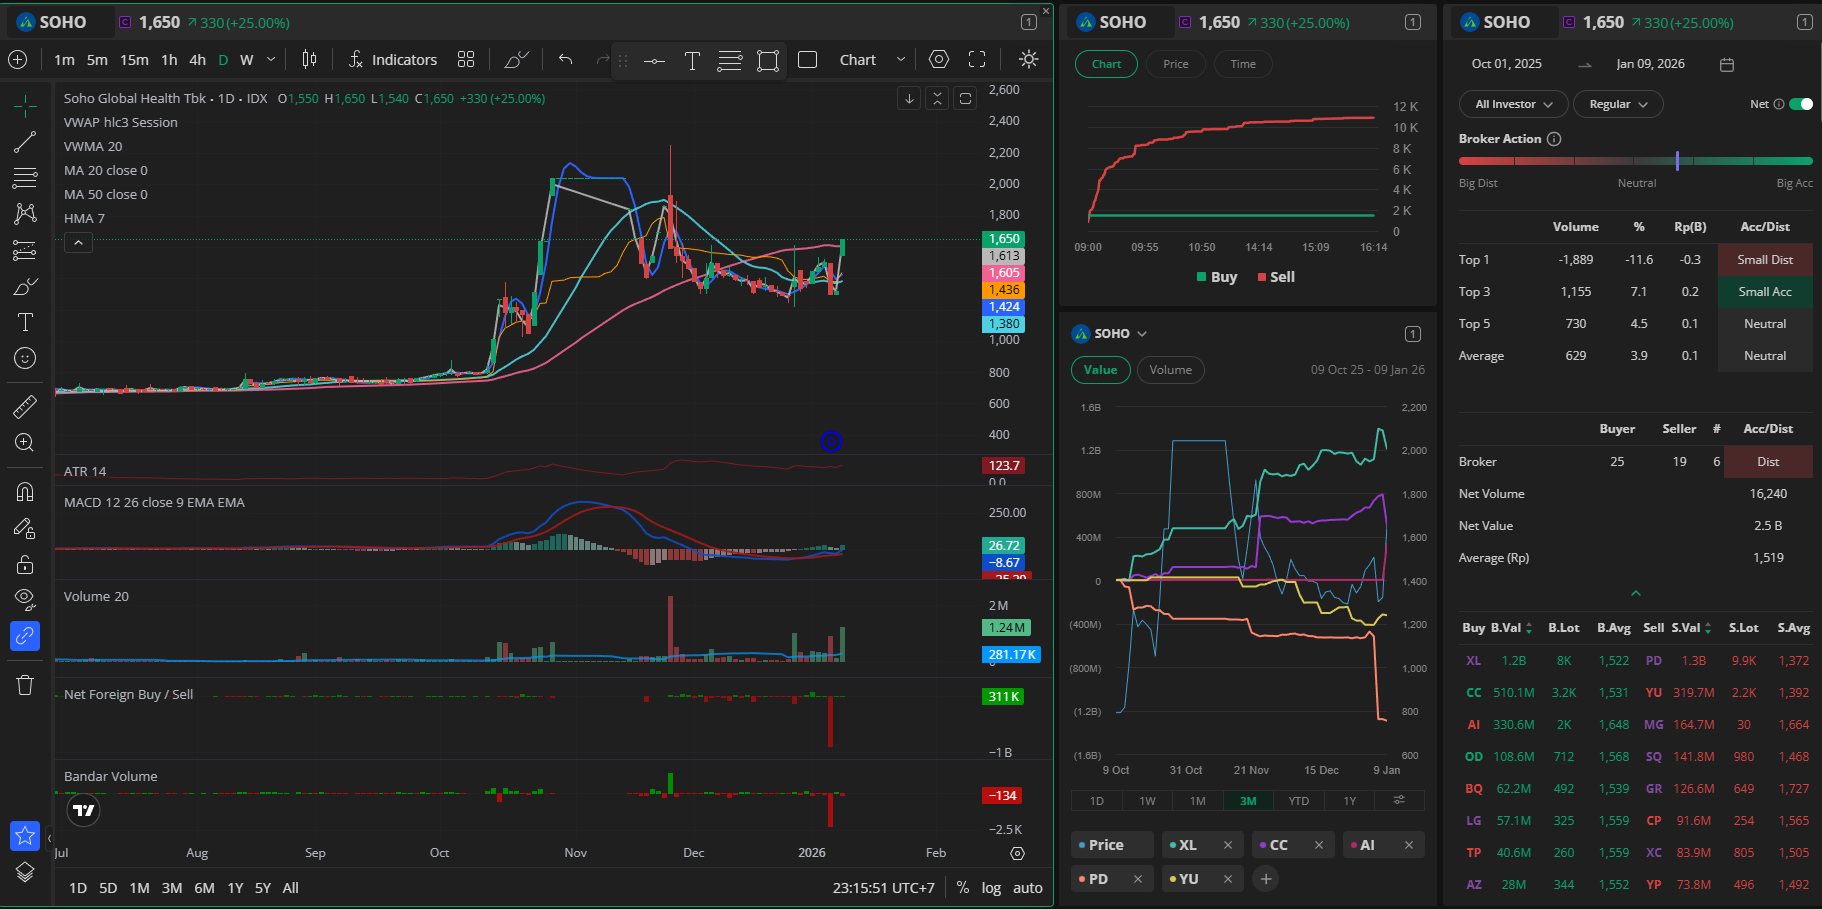 SOHO C 1,650 330(+25.00%) 1
1m 5m 15m 1h 4h D W Indicators Chart
Soho Global Health Tbk • 1D • IDX O1,550 H1,650 L1,540 C1,650 +330 (+25.00%)
VWAP hlc3 Session
VWMA 20
MA 20 close 0
MA 50 close 0
HMA 7
2,600
2,400
2,200
2,000
1,800
1,650
1,613
1,605
1,436
1,424
1,380
1,000
800
600
400
D
ATR 14
123.7
0.0
MACD 12 26 close 9 EMA EMA
250.00
26.72
−8.67
Volume 20
2 M
1.24 M
281.17 K
Net Foreign Buy / Sell
311 K
−1 B
Bandar Volume
−134
−2.5 K
Jul Aug Sep Oct Nov Dec 2026 Feb
1D 5D 1M 3M 6M 1Y 5Y All 23:15:51 UTC+7 % log auto
SOHO C 1,650 330(+25.00%) 1
Chart Price Time
12 K
10 K
8 K
6 K
4 K
2 K
0
09:00 09:55 10:50 14:14 15:09 16:14
Buy Sell
SOHO 1
Value Volume 09 Oct 25 - 09 Jan 26
1.6B 2,200
1.2B 2,000
800M 1,800
400M 1,600
0 1,400
(400M) 1,200
(800M) 1,000
(1.2B) 800
(1.6B) 600
9 Oct 31 Oct 21 Nov 15 Dec 9 Jan
1D 1W 1M 3M YTD 1Y
Price XL × CC × AI ×
PD × YU × +
SOHO C 1,650 330(+25.00%) 1
Oct 01, 2025 Jan 09, 2026
All Investor Regular Net
Broker Action
Big Dist Neutral Big Acc
Volume % Rp(B) Acc/Dist
Top 1 -1,889 -11.6 -0.3 Small Dist
Top 3 1,155 7.1 0.2 Small Acc
Top 5 730 4.5 0.1 Neutral
Average 629 3.9 0.1 Neutral
Buyer Seller # Acc/Dist
Broker 25 19 6 Dist
Net Volume 16,240
Net Value 2.5 B
Average (Rp) 1,519
Buy B.Val B.Lot B.Avg Sell S.Val S.Lot S.Avg
XL 1.2B 8K 1,522 PD 1.3B 9.9K 1,372
CC 510.1M 3.2K 1,531 YU 319.7M 2.2K 1,392
AI 330.6M 2K 1,648 MG 164.7M 30 1,664
OD 108.6M 712 1,568 SQ 141.8M 980 1,468
BQ 62.2M 492 1,539 GR 126.6M 649 1,727
LG 57.1M 325 1,559 CP 91.6M 254 1,565
TP 40.6M 260 1,559 XC 83.9M 805 1,505
AZ 28M 344 1,552 YP 73.8M 496 1,492